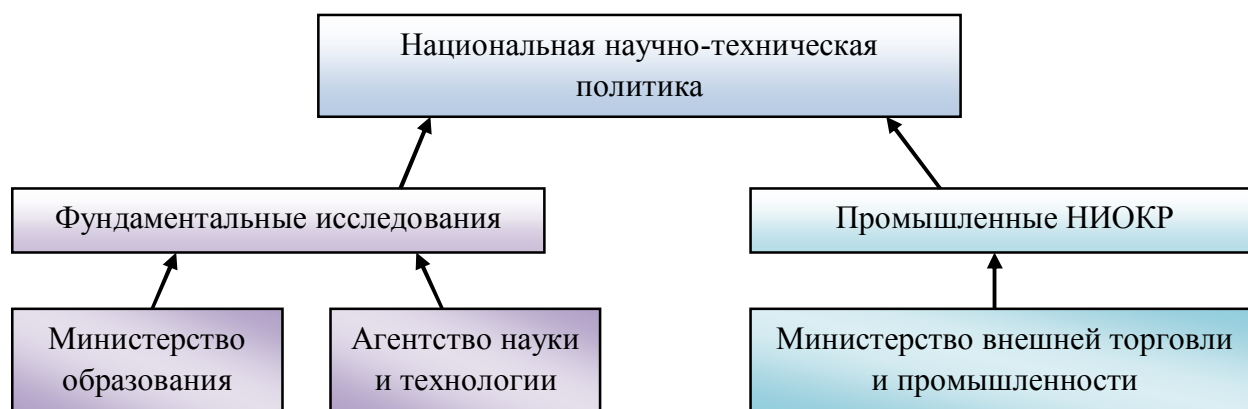 Национальная научно-техническая
политика
Фундаментальные исследования
Промышленные НИОКР
Министерство
образования
Агентство науки
и технологии
Министерство внешней торговли
и промышленности